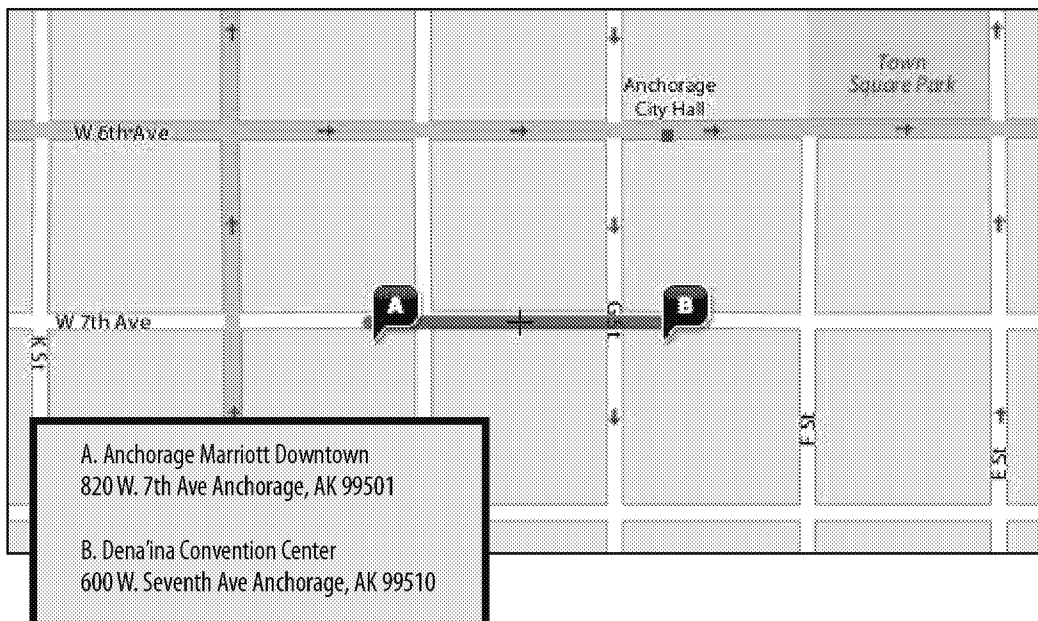 Town
Square Park
Anchorage
City Hall
W 6th Ave
A
B
W 7th Ave
G St
K St
F St
E St
A. Anchorage Marriott Downtown
820 W. 7th Ave Anchorage, AK 99501
B. Dena'ina Convention Center
600 W. Seventh Ave Anchorage, AK 99510